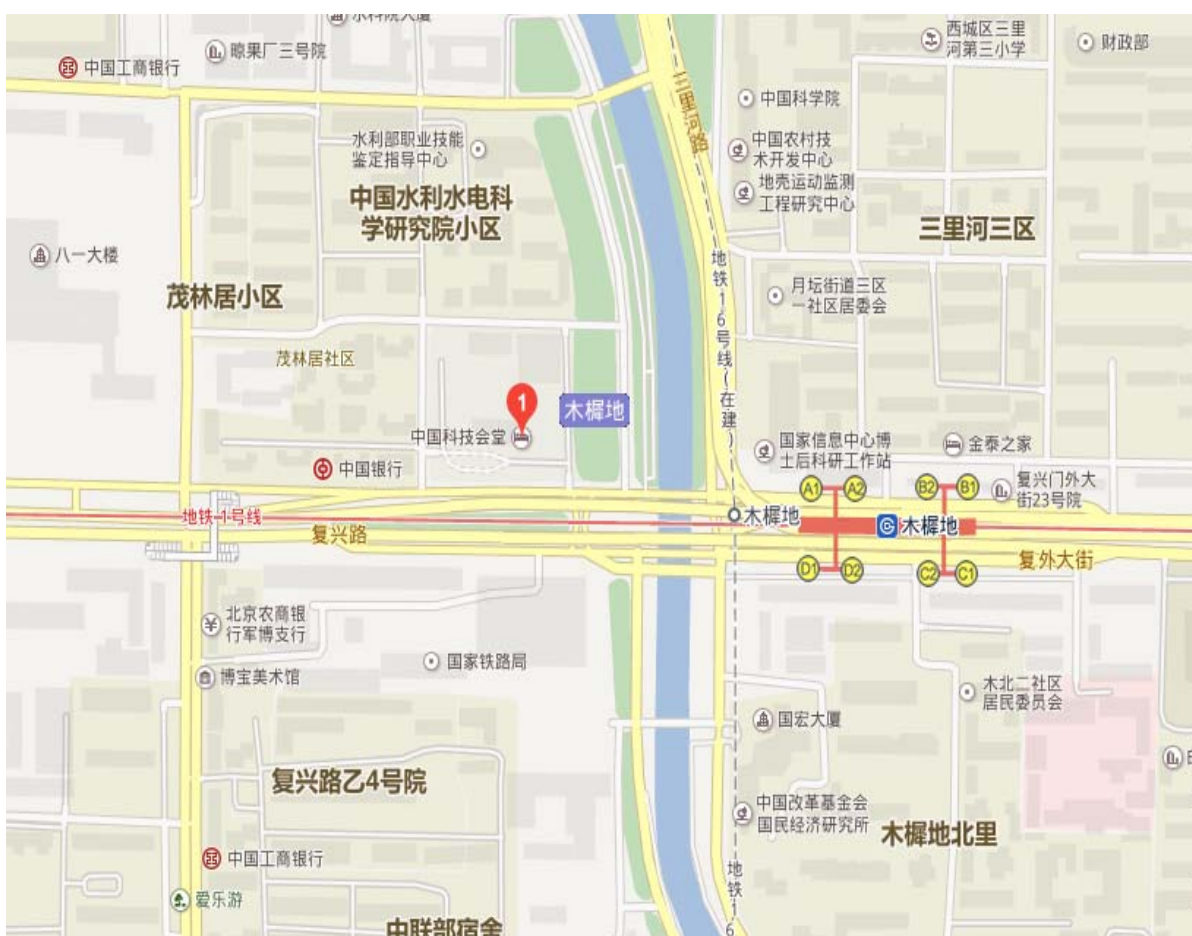 水科院大厦
晾果厂三号院
中国工商银行
西城区三里
河第三小学
财政部
三里河路
中国科学院
水利部职业技能
鉴定指导中心
中国农村技
术开发中心
地壳运动监测
工程研究中心
中国水利水电科
学研究院小区
三里河三区
八一大楼
地铁16号线(在建)
茂林居小区
月坛街道三区
一社区居委会
茂林居社区
1
木樨地
中国科技会堂
国家信息中心博
士后科研工作站
金泰之家
中国银行
复兴门外大
街23号院
A1
A2
B2
B1
地铁1号线
木樨地
木樨地
复兴路
复外大街
D1
D2
C2
C1
北京农商银
行军博支行
国家铁路局
博宝美术馆
木北二社区
居民委员会
国宏大厦
复兴路乙4号院
中国改革基金会
国民经济研究所
木樨地北里
中国工商银行
地铁16
爱乐游
中联部宿舍